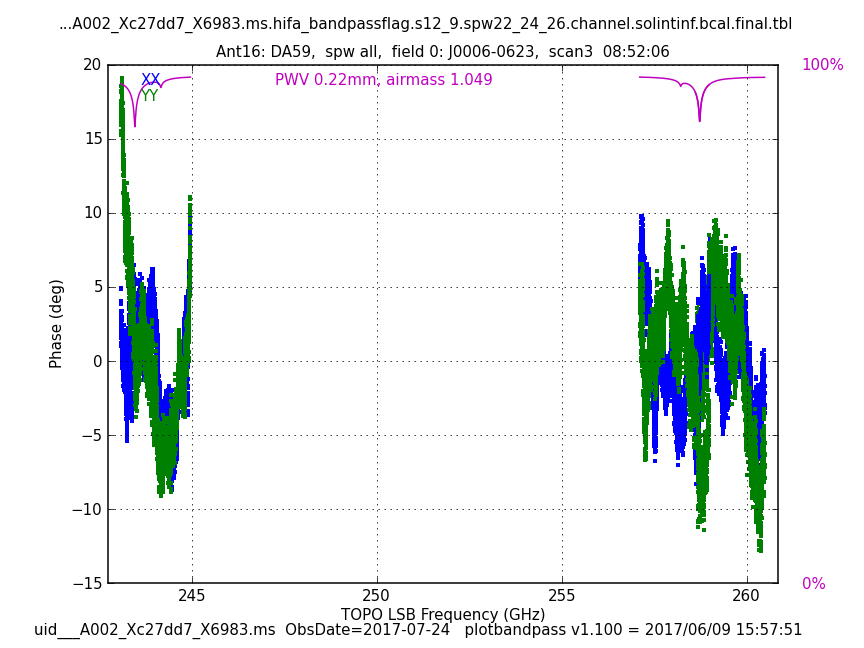 ...A002_Xc27dd7_X6983.ms.hifa_bandpassflag.s12_9.spw22_24_26.channel.solintinf.bcal.final.tbl
Ant16: DA59,  spw all,  field 0: J0006-0623,  scan3  08:52:06
20
100%
XX
PWV 0.22mm, airmass 1.049
YY
15
10
5
0
−5
−10
−15
0%
Phase (deg)
245
250
255
260
TOPO LSB Frequency (GHz)
uid___A002_Xc27dd7_X6983.ms  ObsDate=2017-07-24   plotbandpass v1.100 = 2017/06/09 15:57:51